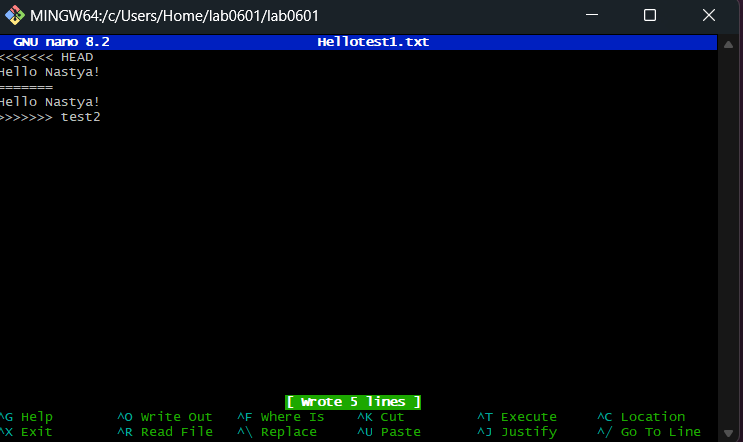 MINGW64:/c/Users/Home/lab0601/lab0601
GNU nano 8.2 Hellotest1.txt
<<<<<<< HEAD
Hello Nastya!
=======
Hello Nastya!
>>>>>>> test2
[ Wrote 5 lines ]
^G Help ^O Write Out ^F Where Is ^K Cut ^T Execute ^C Location
^X Exit ^R Read File ^\ Replace ^U Paste ^J Justify ^/ Go To Line